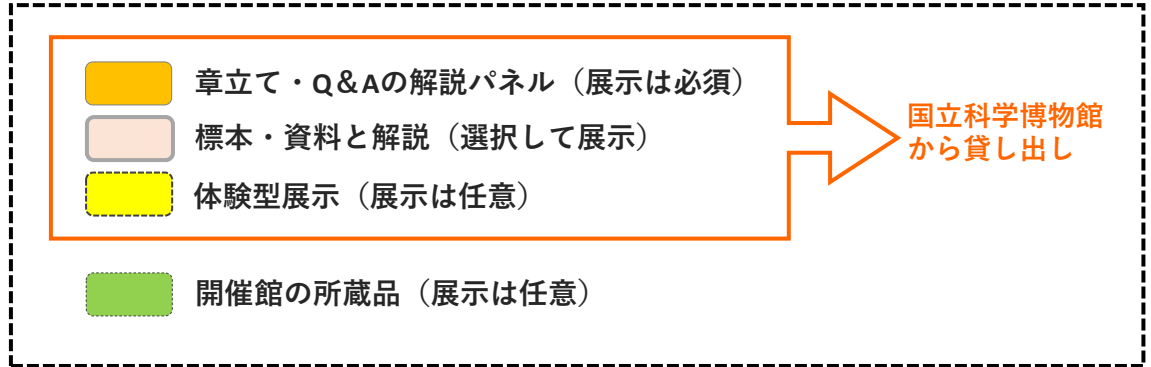 章立て・Q&Aの解説パネル（展示は必須）
標本・資料と解説（選択して展示）
体験型展示（展示は任意）
国立科学博物館
から貸し出し
開催館の所蔵品（展示は任意）